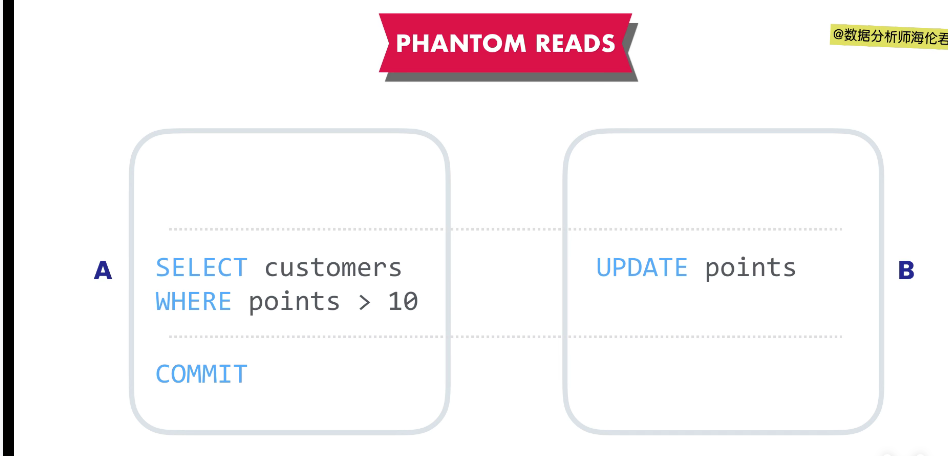 PHANTOM READS
@数据分析师海伦君
A
SELECT customers
WHERE points > 10
COMMIT
UPDATE points
B